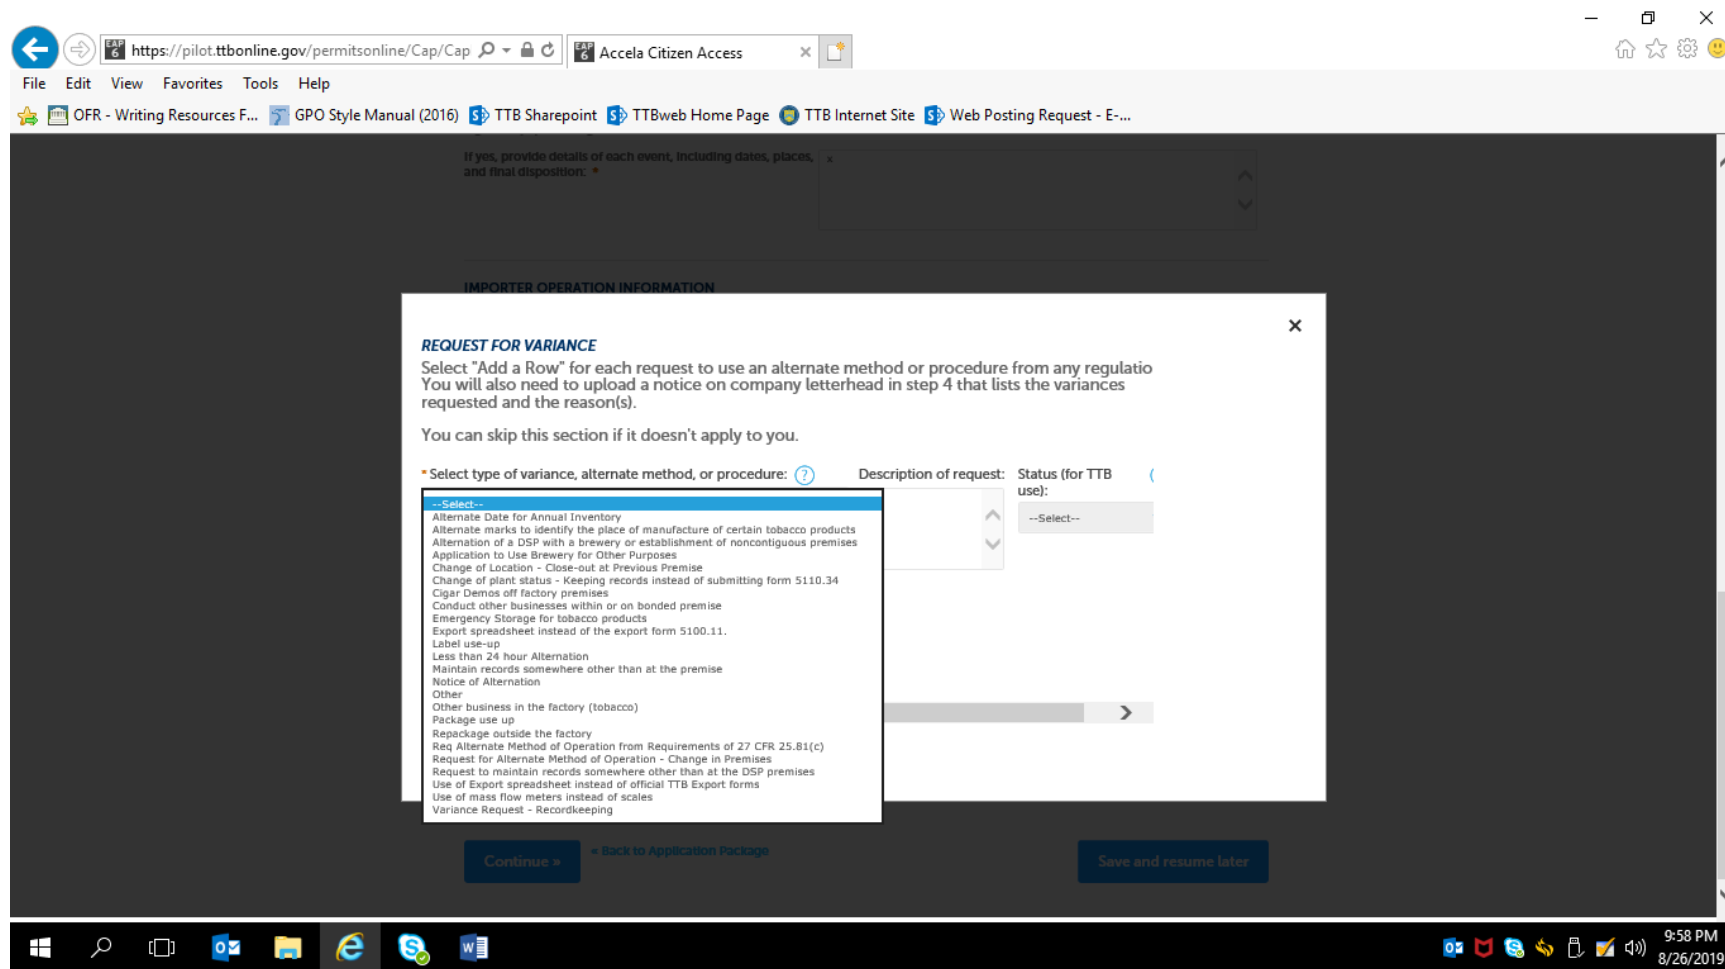 https://pilot.ttbonline.gov/permitsonline/Cap/Cap
Accela Citizen Access
File Edit View Favorites Tools Help
OFR - Writing Resources F... GPO Style Manual (2016) TTB Sharepoint TTBweb Home Page TTB Internet Site Web Posting Request - E-...
If yes, provide details of each event, including dates, places,
and final disposition: *
x
IMPORTER OPERATION INFORMATION
REQUEST FOR VARIANCE
Select "Add a Row" for each request to use an alternate method or procedure from any regulatio
You will also need to upload a notice on company letterhead in step 4 that lists the variances
requested and the reason(s).
You can skip this section if it doesn't apply to you.
* Select type of variance, alternate method, or procedure: ? Description of request: Status (for TTB
use):
--Select--
--Select--
Alternate Date for Annual Inventory
Alternate marks to identify the place of manufacture of certain tobacco products
Alternation of a DSP with a brewery or establishment of noncontiguous premises
Application to Use Brewery for Other Purposes
Change of Location - Close-out at Previous Premise
Change of plant status - Keeping records instead of submitting form 5110.34
Cigar Demos off factory premises
Conduct other businesses within or on bonded premise
Emergency Storage for tobacco products
Export spreadsheet instead of the export form 5100.11.
Label use-up
Less than 24 hour Alternation
Maintain records somewhere other than at the premise
Notice of Alternation
Other
Other business in the factory (tobacco)
Package use up
Repackage outside the factory
Req Alternate Method of Operation from Requirements of 27 CFR 25.81(c)
Request for Alternate Method of Operation - Change in Premises
Request to maintain records somewhere other than at the DSP premises
Use of Export spreadsheet instead of official TTB Export forms
Use of mass flow meters instead of scales
Variance Request - Recordkeeping
Continue » « Back to Application Package Save and resume later
9:58 PM
8/26/2019